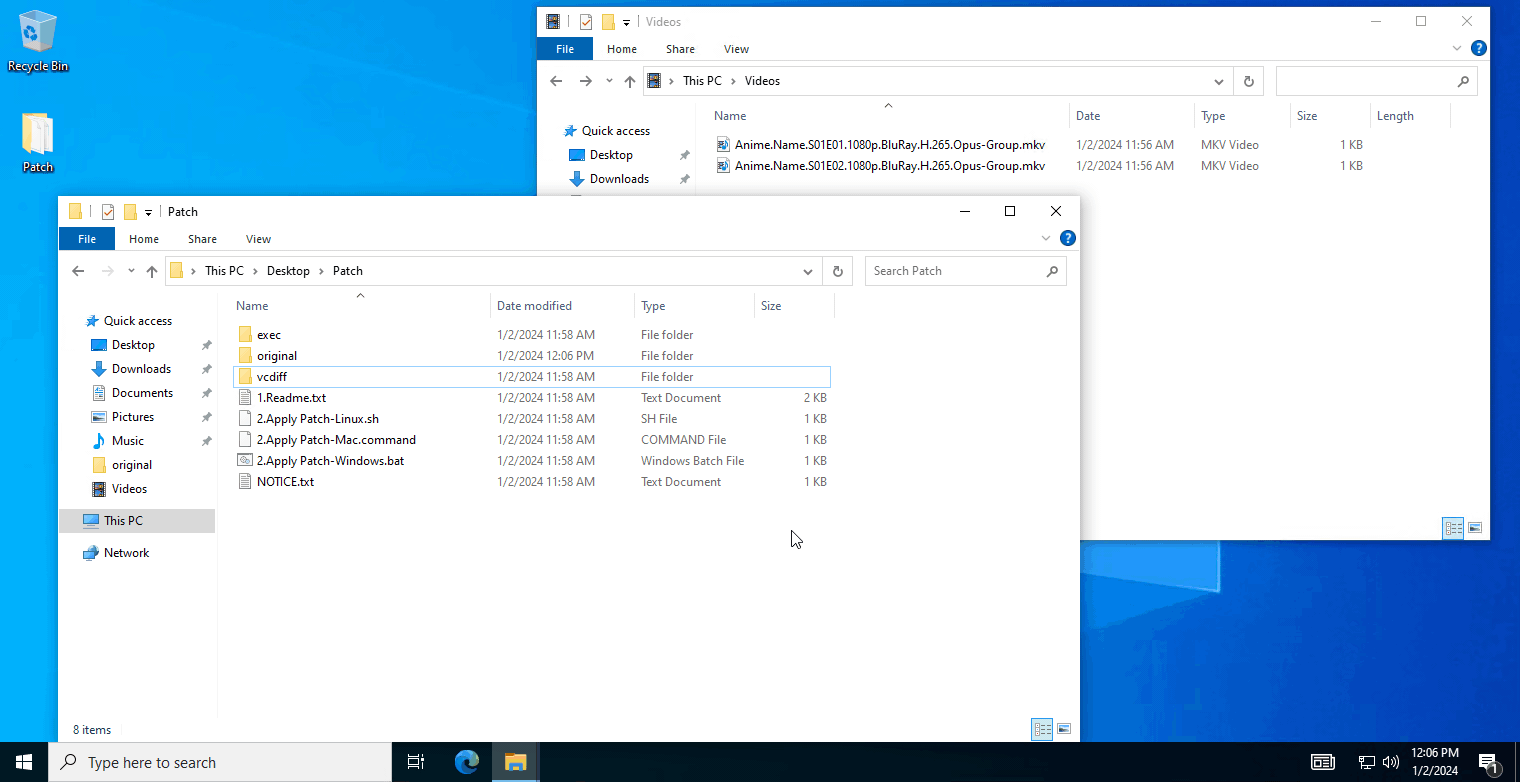 Recycle Bin
Patch
Videos
File Home Share View
This PC Videos
Name Date Type Size Length
Quick access
Desktop
Downloads
Anime.Name.S01E01.1080p.BluRay.H.265.Opus-Group.mkv 1/2/2024 11:56 AM MKV Video 1 KB
Anime.Name.S01E02.1080p.BluRay.H.265.Opus-Group.mkv 1/2/2024 11:56 AM MKV Video 1 KB
Patch
File Home Share View
This PC Desktop Patch
Search Patch
Quick access
Desktop
Downloads
Documents
Pictures
Music
original
Videos
This PC
Network
Name Date modified Type Size
exec 1/2/2024 11:58 AM File folder
original 1/2/2024 12:06 PM File folder
vcdiff 1/2/2024 11:58 AM File folder
1.Readme.txt 1/2/2024 11:58 AM Text Document 2 KB
2.Apply Patch-Linux.sh 1/2/2024 11:58 AM SH File 1 KB
2.Apply Patch-Mac.command 1/2/2024 11:58 AM COMMAND File 1 KB
2.Apply Patch-Windows.bat 1/2/2024 11:58 AM Windows Batch File 1 KB
NOTICE.txt 1/2/2024 11:58 AM Text Document 1 KB
8 items
Type here to search
12:06 PM
1/2/2024
1